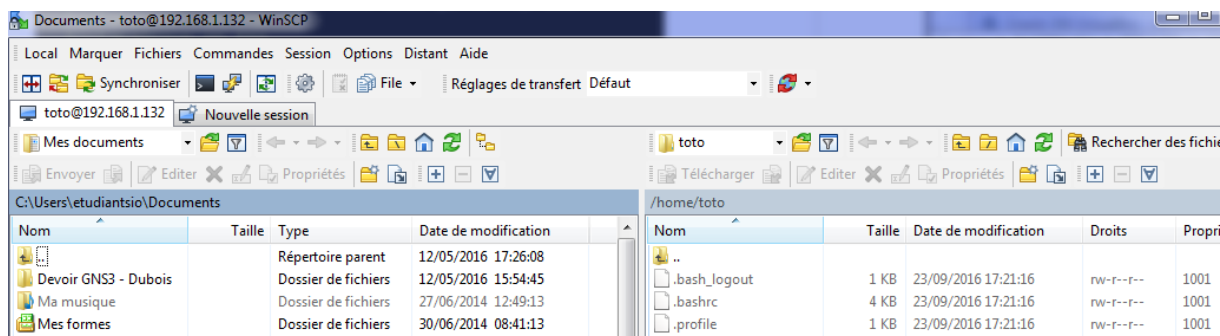 Documents - toto@192.168.1.132 - WinSCP
Local Marquer Fichiers Commandes Session Options Distant Aide
Synchroniser File Réglages de transfert Défaut
toto@192.168.1.132 Nouvelle session
Mes documents toto Rechercher des fichie
Envoyer Editer Propriétés Télécharger Editer Propriétés
C:\Users\etudiantsio\Documents /home/toto
Nom Taille Type Date de modification Nom Taille Date de modification Droits Propri
.. Répertoire parent 12/05/2016 17:26:08 ..
Devoir GNS3 - Dubois Dossier de fichiers 12/05/2016 15:54:45 .bash_logout 1 KB 23/09/2016 17:21:16 rw-r--r-- 1001
Ma musique Dossier de fichiers 27/06/2014 12:49:13 .bashrc 4 KB 23/09/2016 17:21:16 rw-r--r-- 1001
Mes formes Dossier de fichiers 30/06/2014 08:41:13 .profile 1 KB 23/09/2016 17:21:16 rw-r--r-- 1001